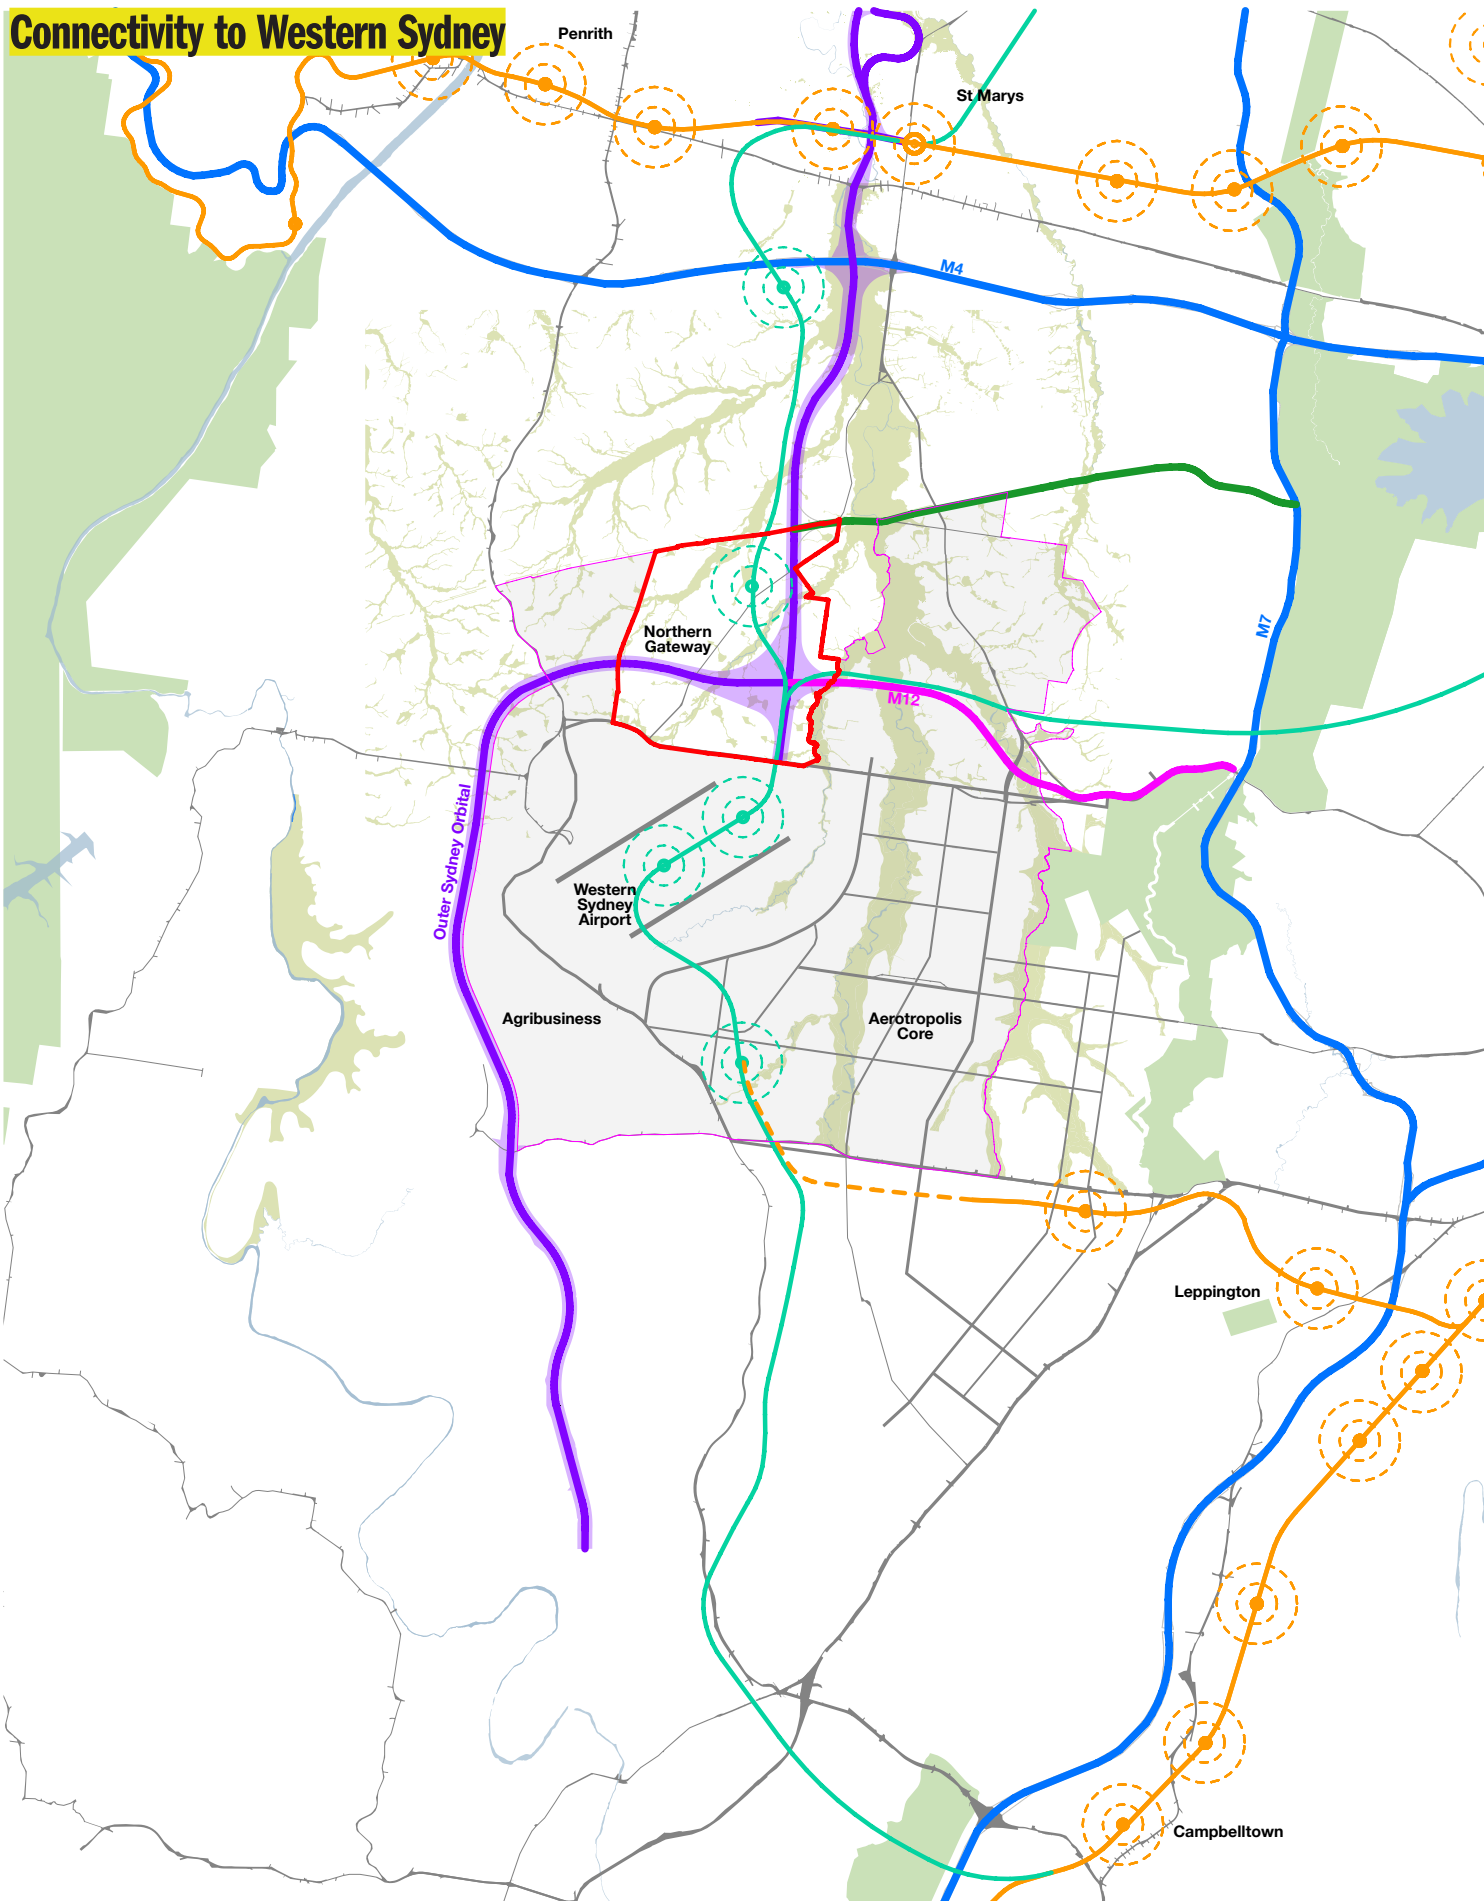 Connectivity to Western Sydney
Penrith
St Marys
M4
M7
Northern
Gateway
M12
Outer Sydney Orbital
Western
Sydney
Airport
Agribusiness
Aerotropolis
Core
Leppington
Campbelltown